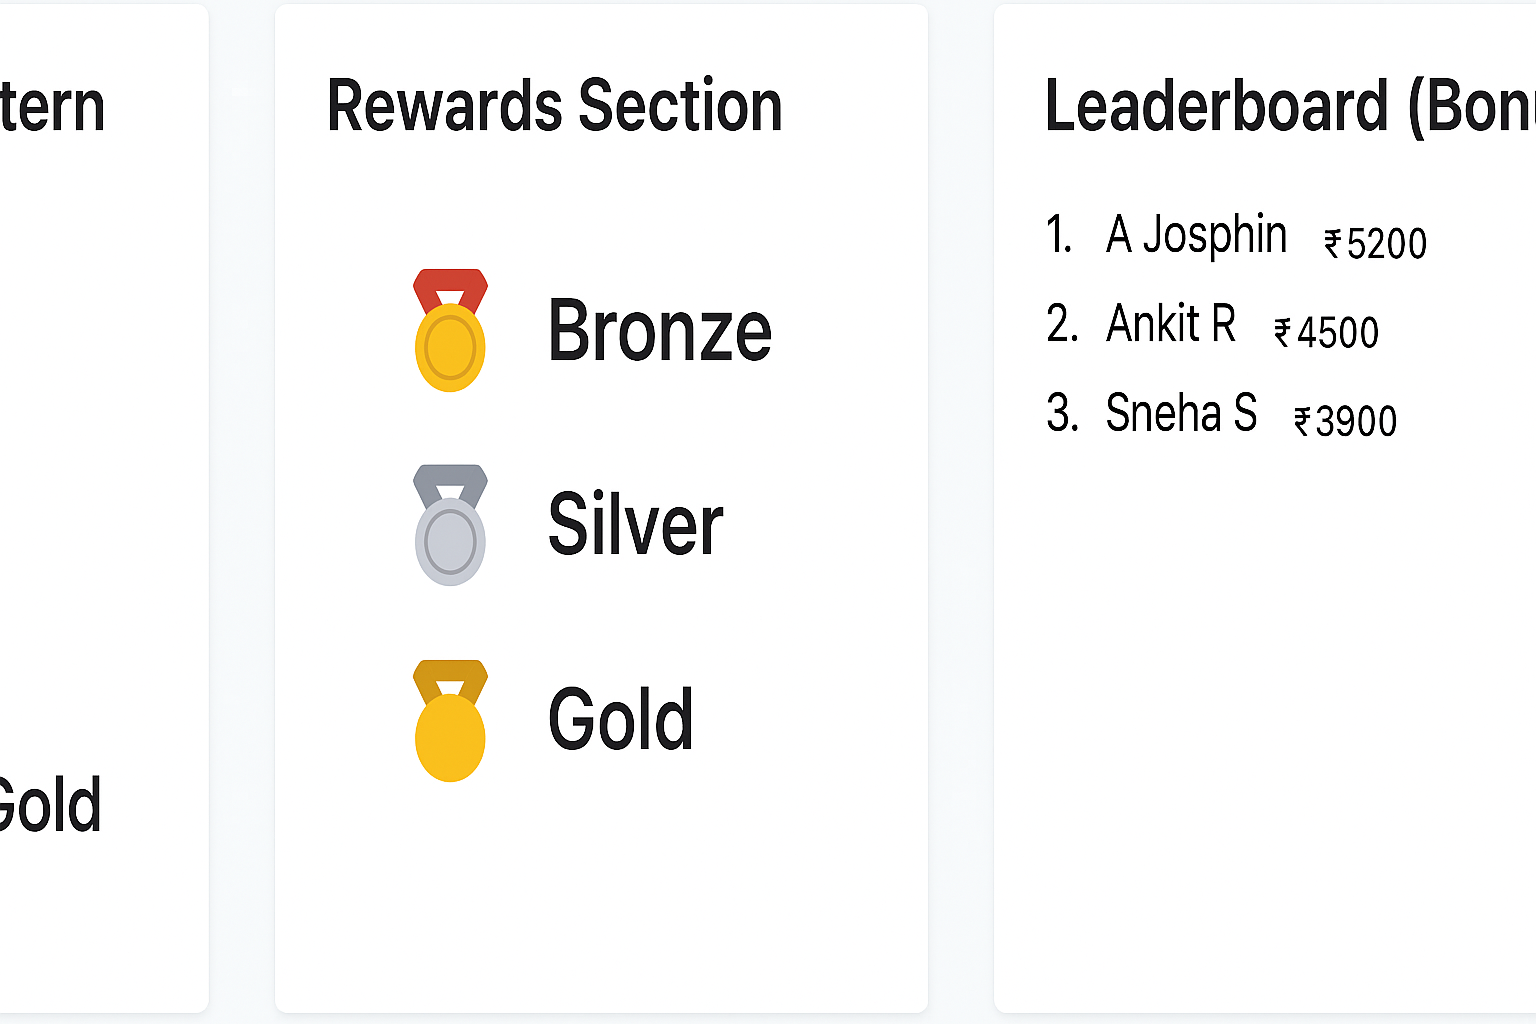 tern
Gold
Rewards Section
Bronze
Silver
Gold
Leaderboard (Bon
1. A Josphin ₹5200
2. Ankit R ₹4500
3. Sneha S ₹3900